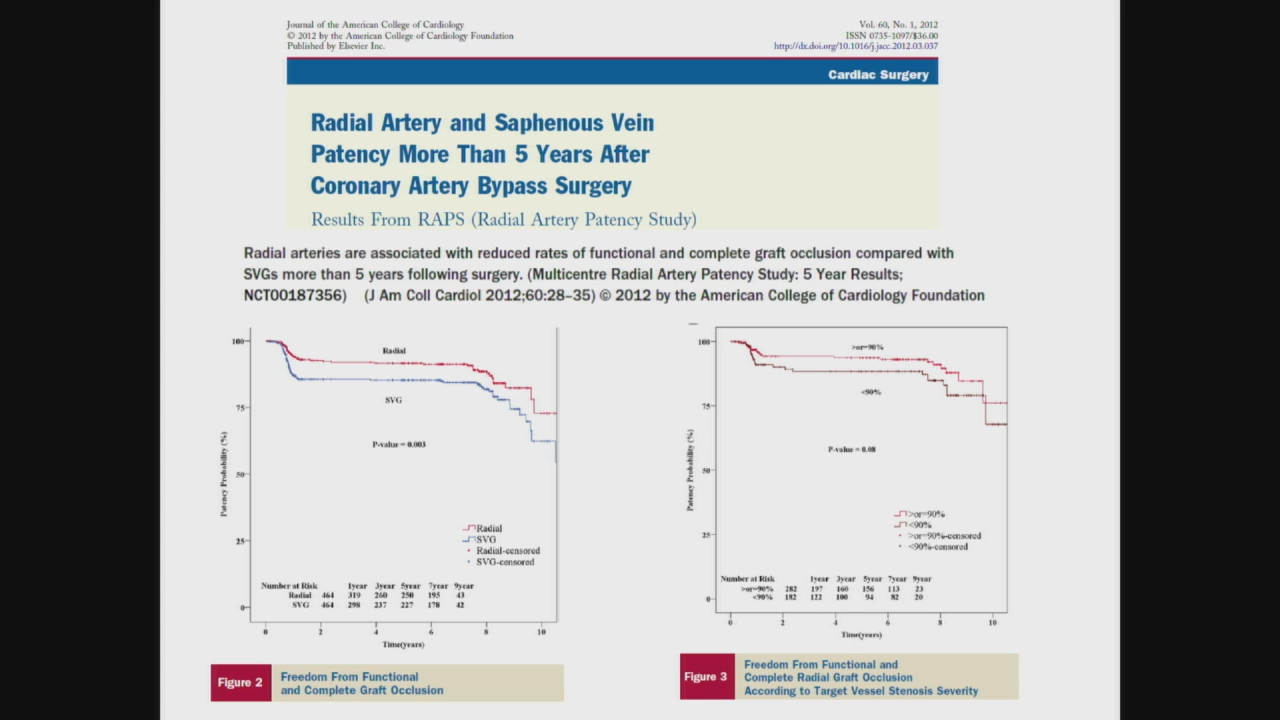 Journal of the American College of Cardiology
© 2012 by the American College of Cardiology Foundation
Published by Elsevier Inc.
Vol. 60, No. 1, 2012
ISSN 0735-1097/$36.00
http://dx.doi.org/10.1016/j.jacc.2012.03.037
Cardiac Surgery
Radial Artery and Saphenous Vein
Patency More Than 5 Years After
Coronary Artery Bypass Surgery
Results From RAPS (Radial Artery Patency Study)
Radial arteries are associated with reduced rates of functional and complete graft occlusion compared with
SVGs more than 5 years following surgery. (Multicentre Radial Artery Patency Study: 5 Year Results;
NCT00187356) (J Am Coll Cardiol 2012;60:28–35) © 2012 by the American College of Cardiology Foundation
Patency Probability (%)
100
75
50
25
0
Radial
SVG
P-value = 0.003
Radial
SVG
Radial-censored
SVG-censored
Number at Risk 1year 3year 5year 7year 9year
Radial 464 319 260 250 195 43
SVG 464 298 237 227 178 42
0 2 4 6 8 10
Time(years)
Figure 2
Freedom From Functional
and Complete Graft Occlusion
Patency Probability (%)
100
75
50
25
0
>or=90%
<90%
P-value = 0.08
>or=90%
<90%
>or=90%-censored
<90%-censored
Number at Risk 1year 3year 5year 7year 9year
>or=90% 282 197 160 156 113 23
<90% 182 122 100 94 82 20
0 2 4 6 8 10
Time(years)
Figure 3
Freedom From Functional and
Complete Radial Graft Occlusion
According to Target Vessel Stenosis Severity